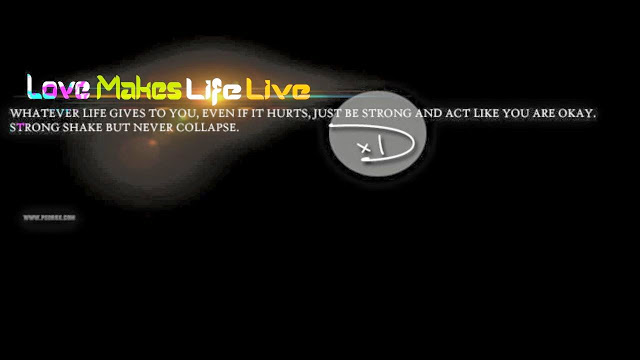 Love Makes Life Live
WHATEVER LIFE GIVES TO YOU, EVEN IF IT HURTS, JUST BE STRONG AND ACT LIKE YOU ARE OKAY.
STRONG SHAKE BUT NEVER COLLAPSE.